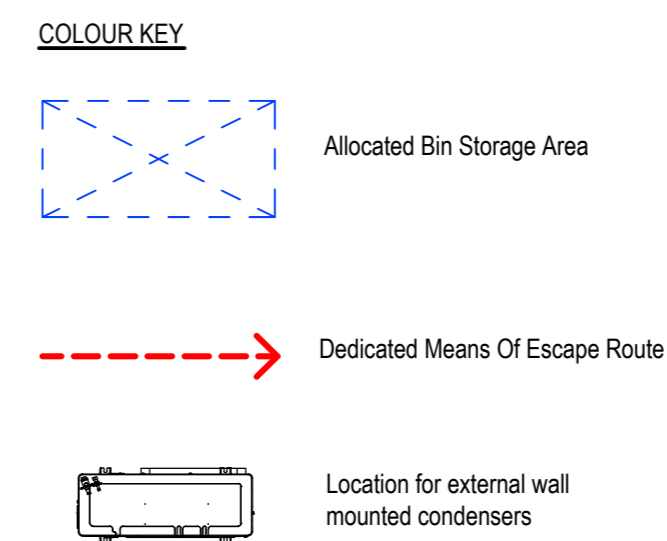 COLOUR KEY
Allocated Bin Storage Area
Dedicated Means Of Escape Route
Location for external wall
mounted condensers